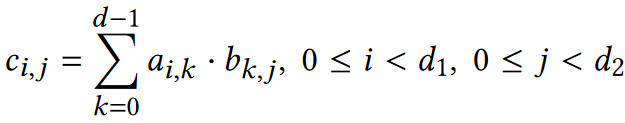 $c_{i,j} = \sum_{k=0}^{d-1} a_{i,k} \cdot b_{k,j}, \; 0 \leq i < d_1, \; 0 \leq j < d_2$